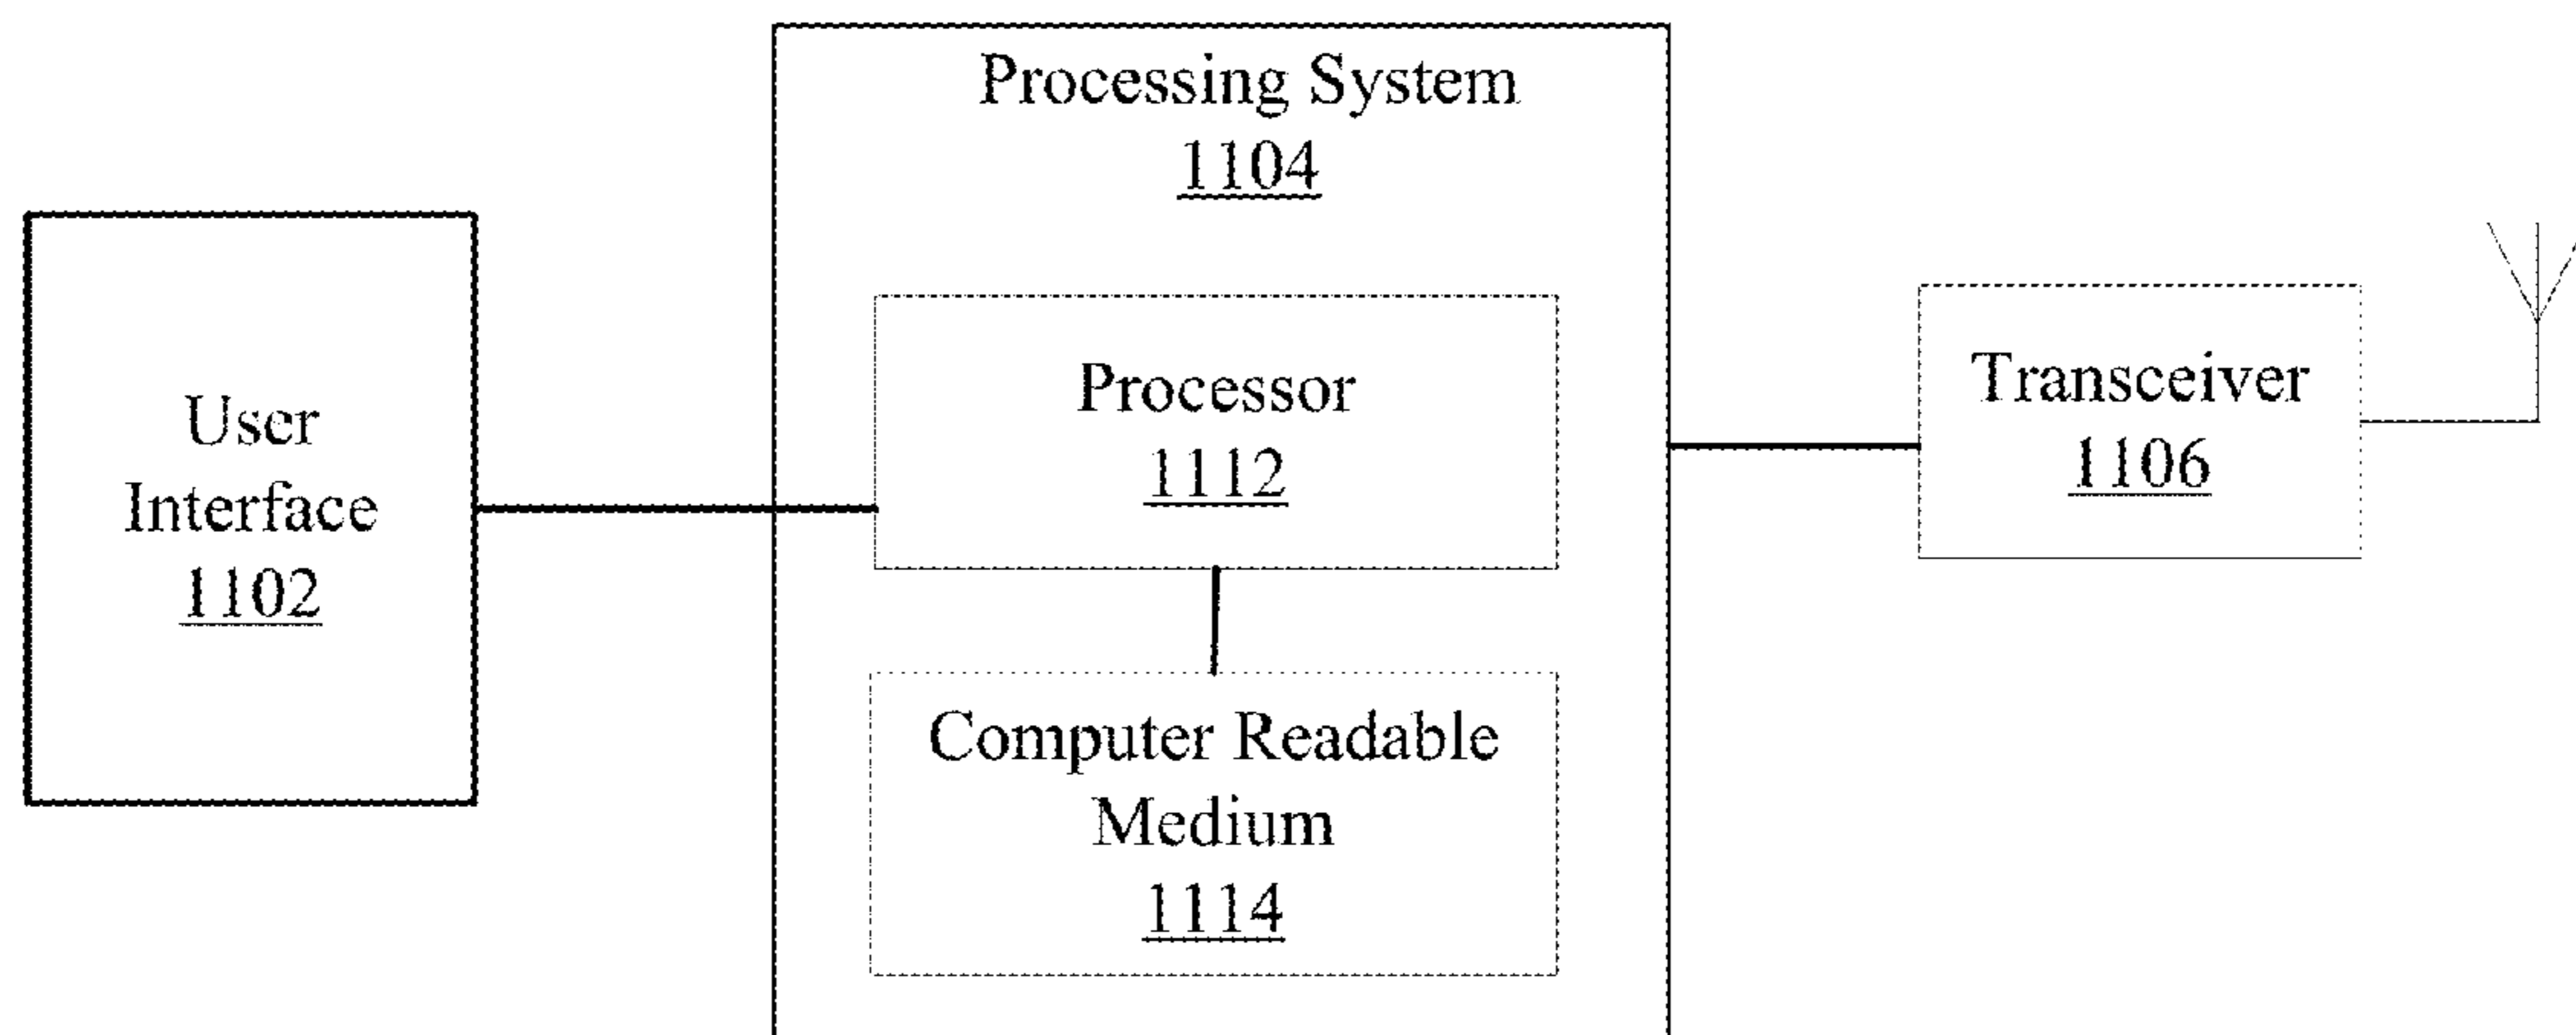 Processing System
1104
User
Interface
1102
Processor
1112
Computer Readable
Medium
1114
Transceiver
1106